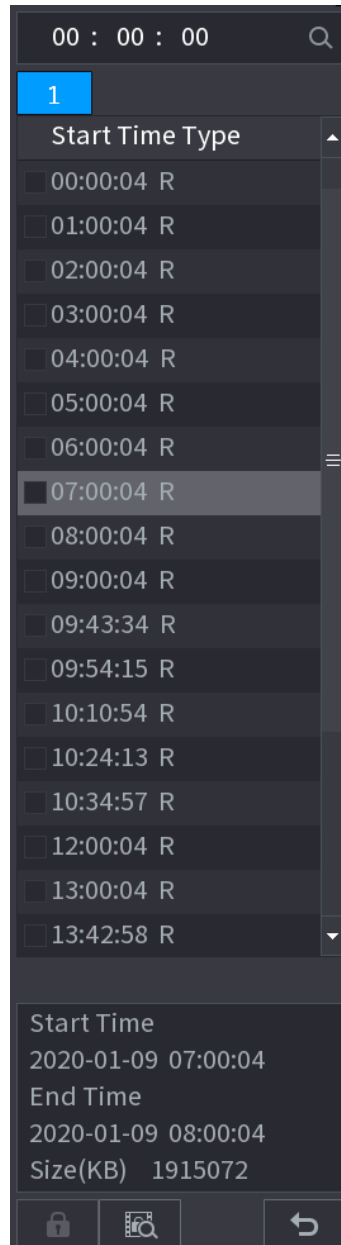 00 : 00 : 00
1
Start Time Type
00:00:04 R
01:00:04 R
02:00:04 R
03:00:04 R
04:00:04 R
05:00:04 R
06:00:04 R
07:00:04 R
08:00:04 R
09:00:04 R
09:43:34 R
09:54:15 R
10:10:54 R
10:24:13 R
10:34:57 R
12:00:04 R
13:00:04 R
13:42:58 R
Start Time
2020-01-09 07:00:04
End Time
2020-01-09 08:00:04
Size(KB) 1915072